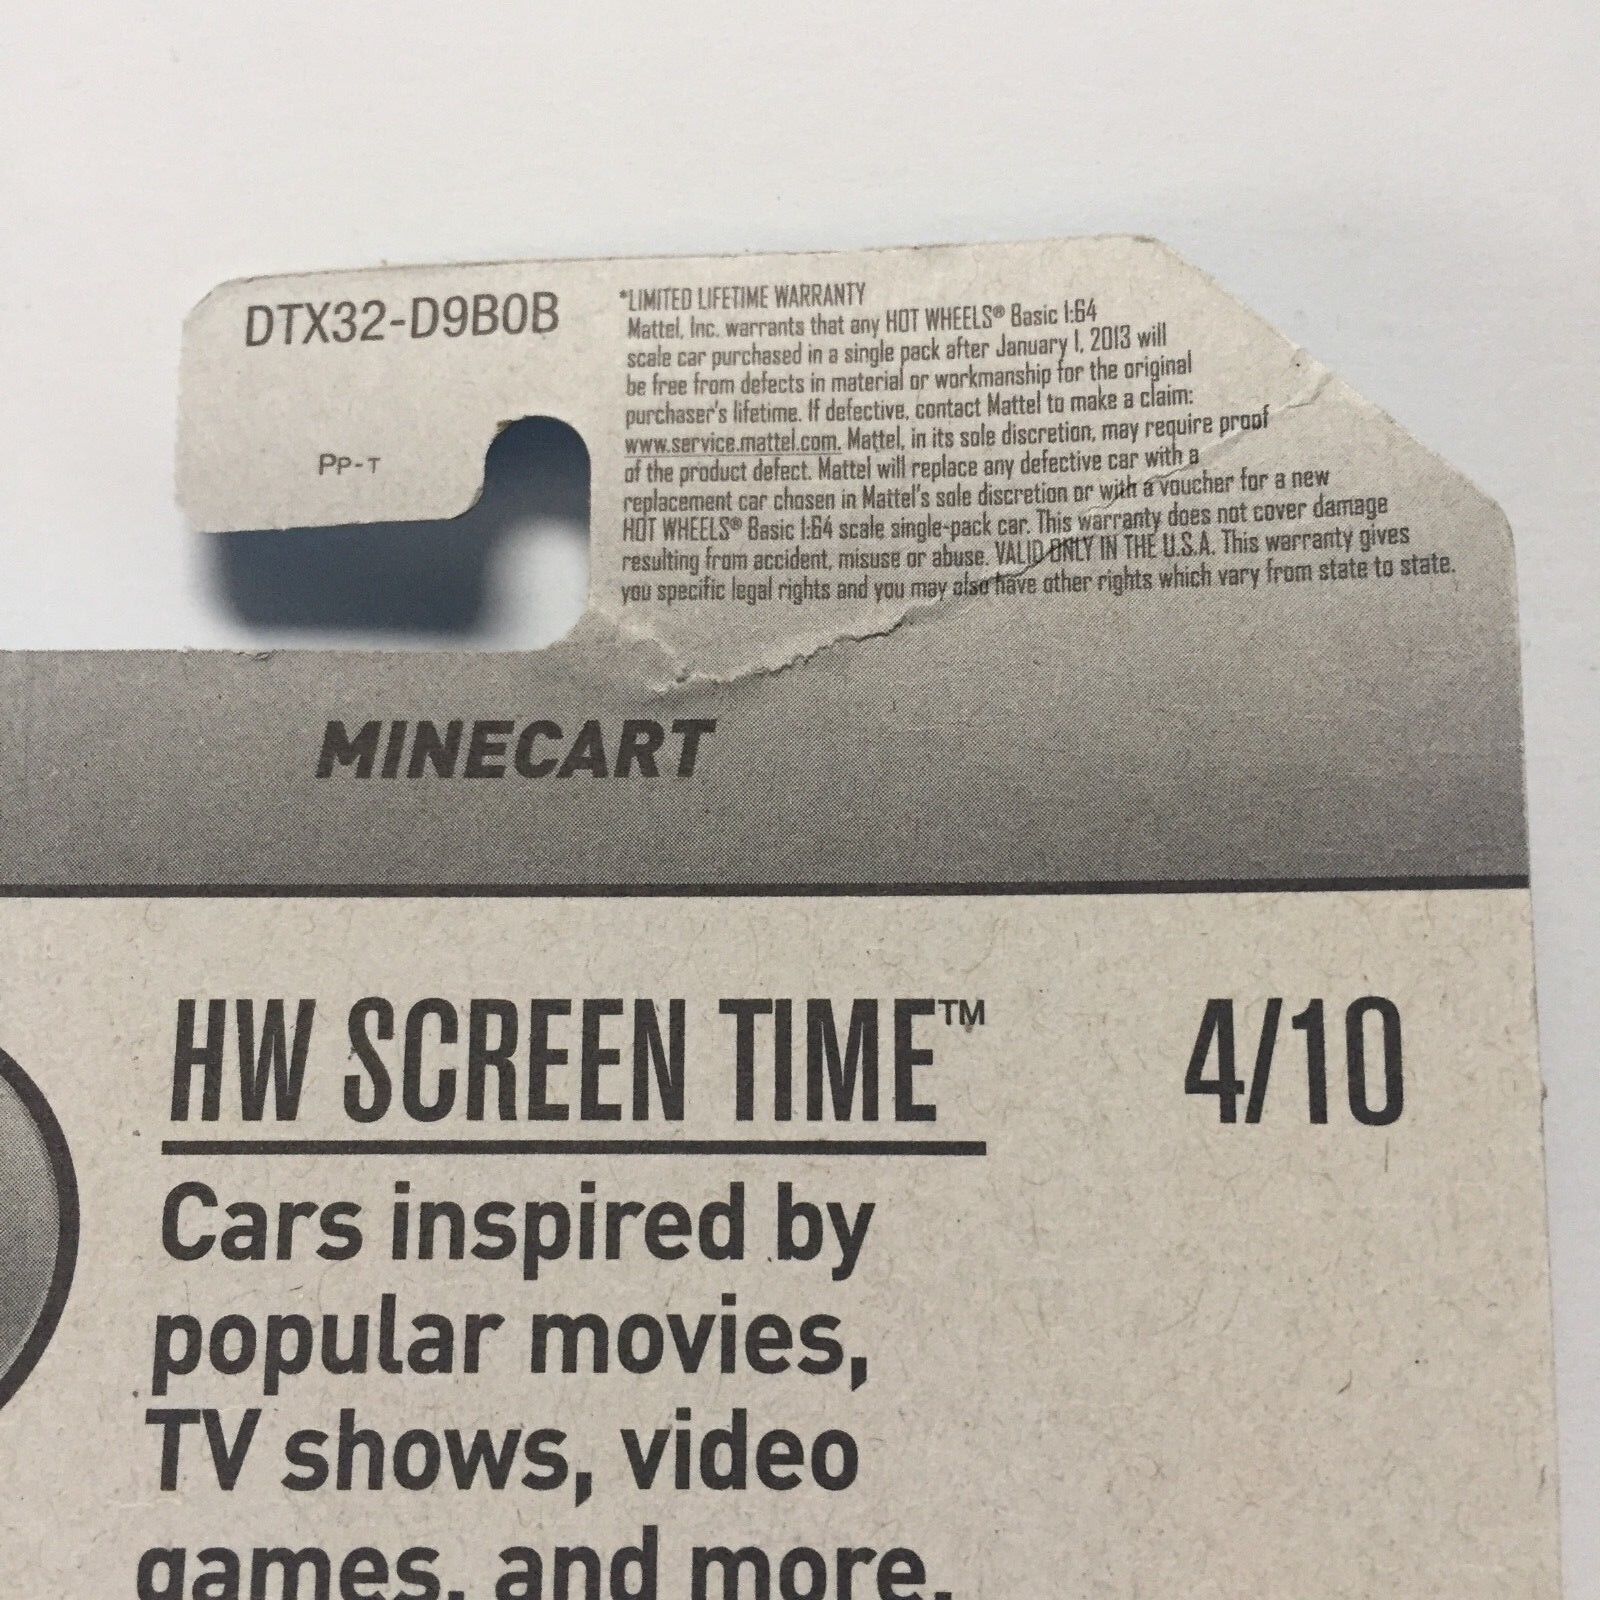 DTX32-D9B0B
PP-T
*LIMITED LIFETIME WARRANTY
Mattel, Inc. warrants that any HOT WHEELS® Basic 1:64
scale car purchased in a single pack after January 1, 2013 will
be free from defects in material or workmanship for the original
purchaser's lifetime. If defective, contact Mattel to make a claim:
www.service.mattel.com. Mattel, in its sole discretion, may require proof
of the product defect. Mattel will replace any defective car with a
replacement car chosen in Mattel's sole discretion or with a voucher for a new
HOT WHEELS® Basic 1:64 scale single-pack car. This warranty does not cover damage
resulting from accident, misuse or abuse. VALID ONLY IN THE U.S.A. This warranty gives
you specific legal rights and you may also have other rights which vary from state to state.
MINECART
HW SCREEN TIME™ 4/10
Cars inspired by
popular movies,
TV shows, video
games, and more.